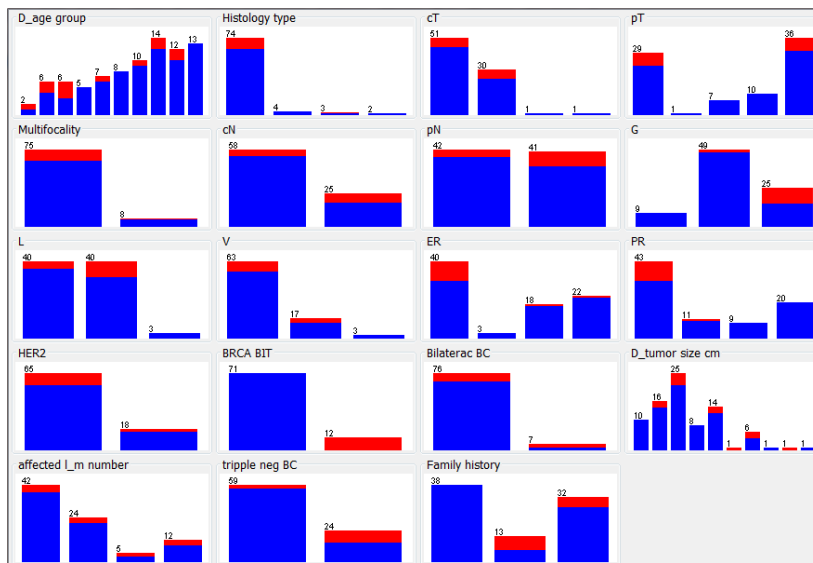 D_age group
2 6 6 5 7 8 10 14 12 13
Histology type
74 4 3 2
cT
51 30 1 1
pT
29 1 7 10 36
Multifocality
75 8
cN
58 25
pN
42 41
G
9 49 25
L
40 40 3
V
63 17 3
ER
40 3 18 22
PR
43 11 9 20
HER2
65 18
BRCA BIT
71 12
Bilaterac BC
76 7
D_tumor size cm
10 16 25 8 14 1 6 1 1 1
affected l_m number
42 24 5 12
tripple neg BC
59 24
Family history
38 13 32